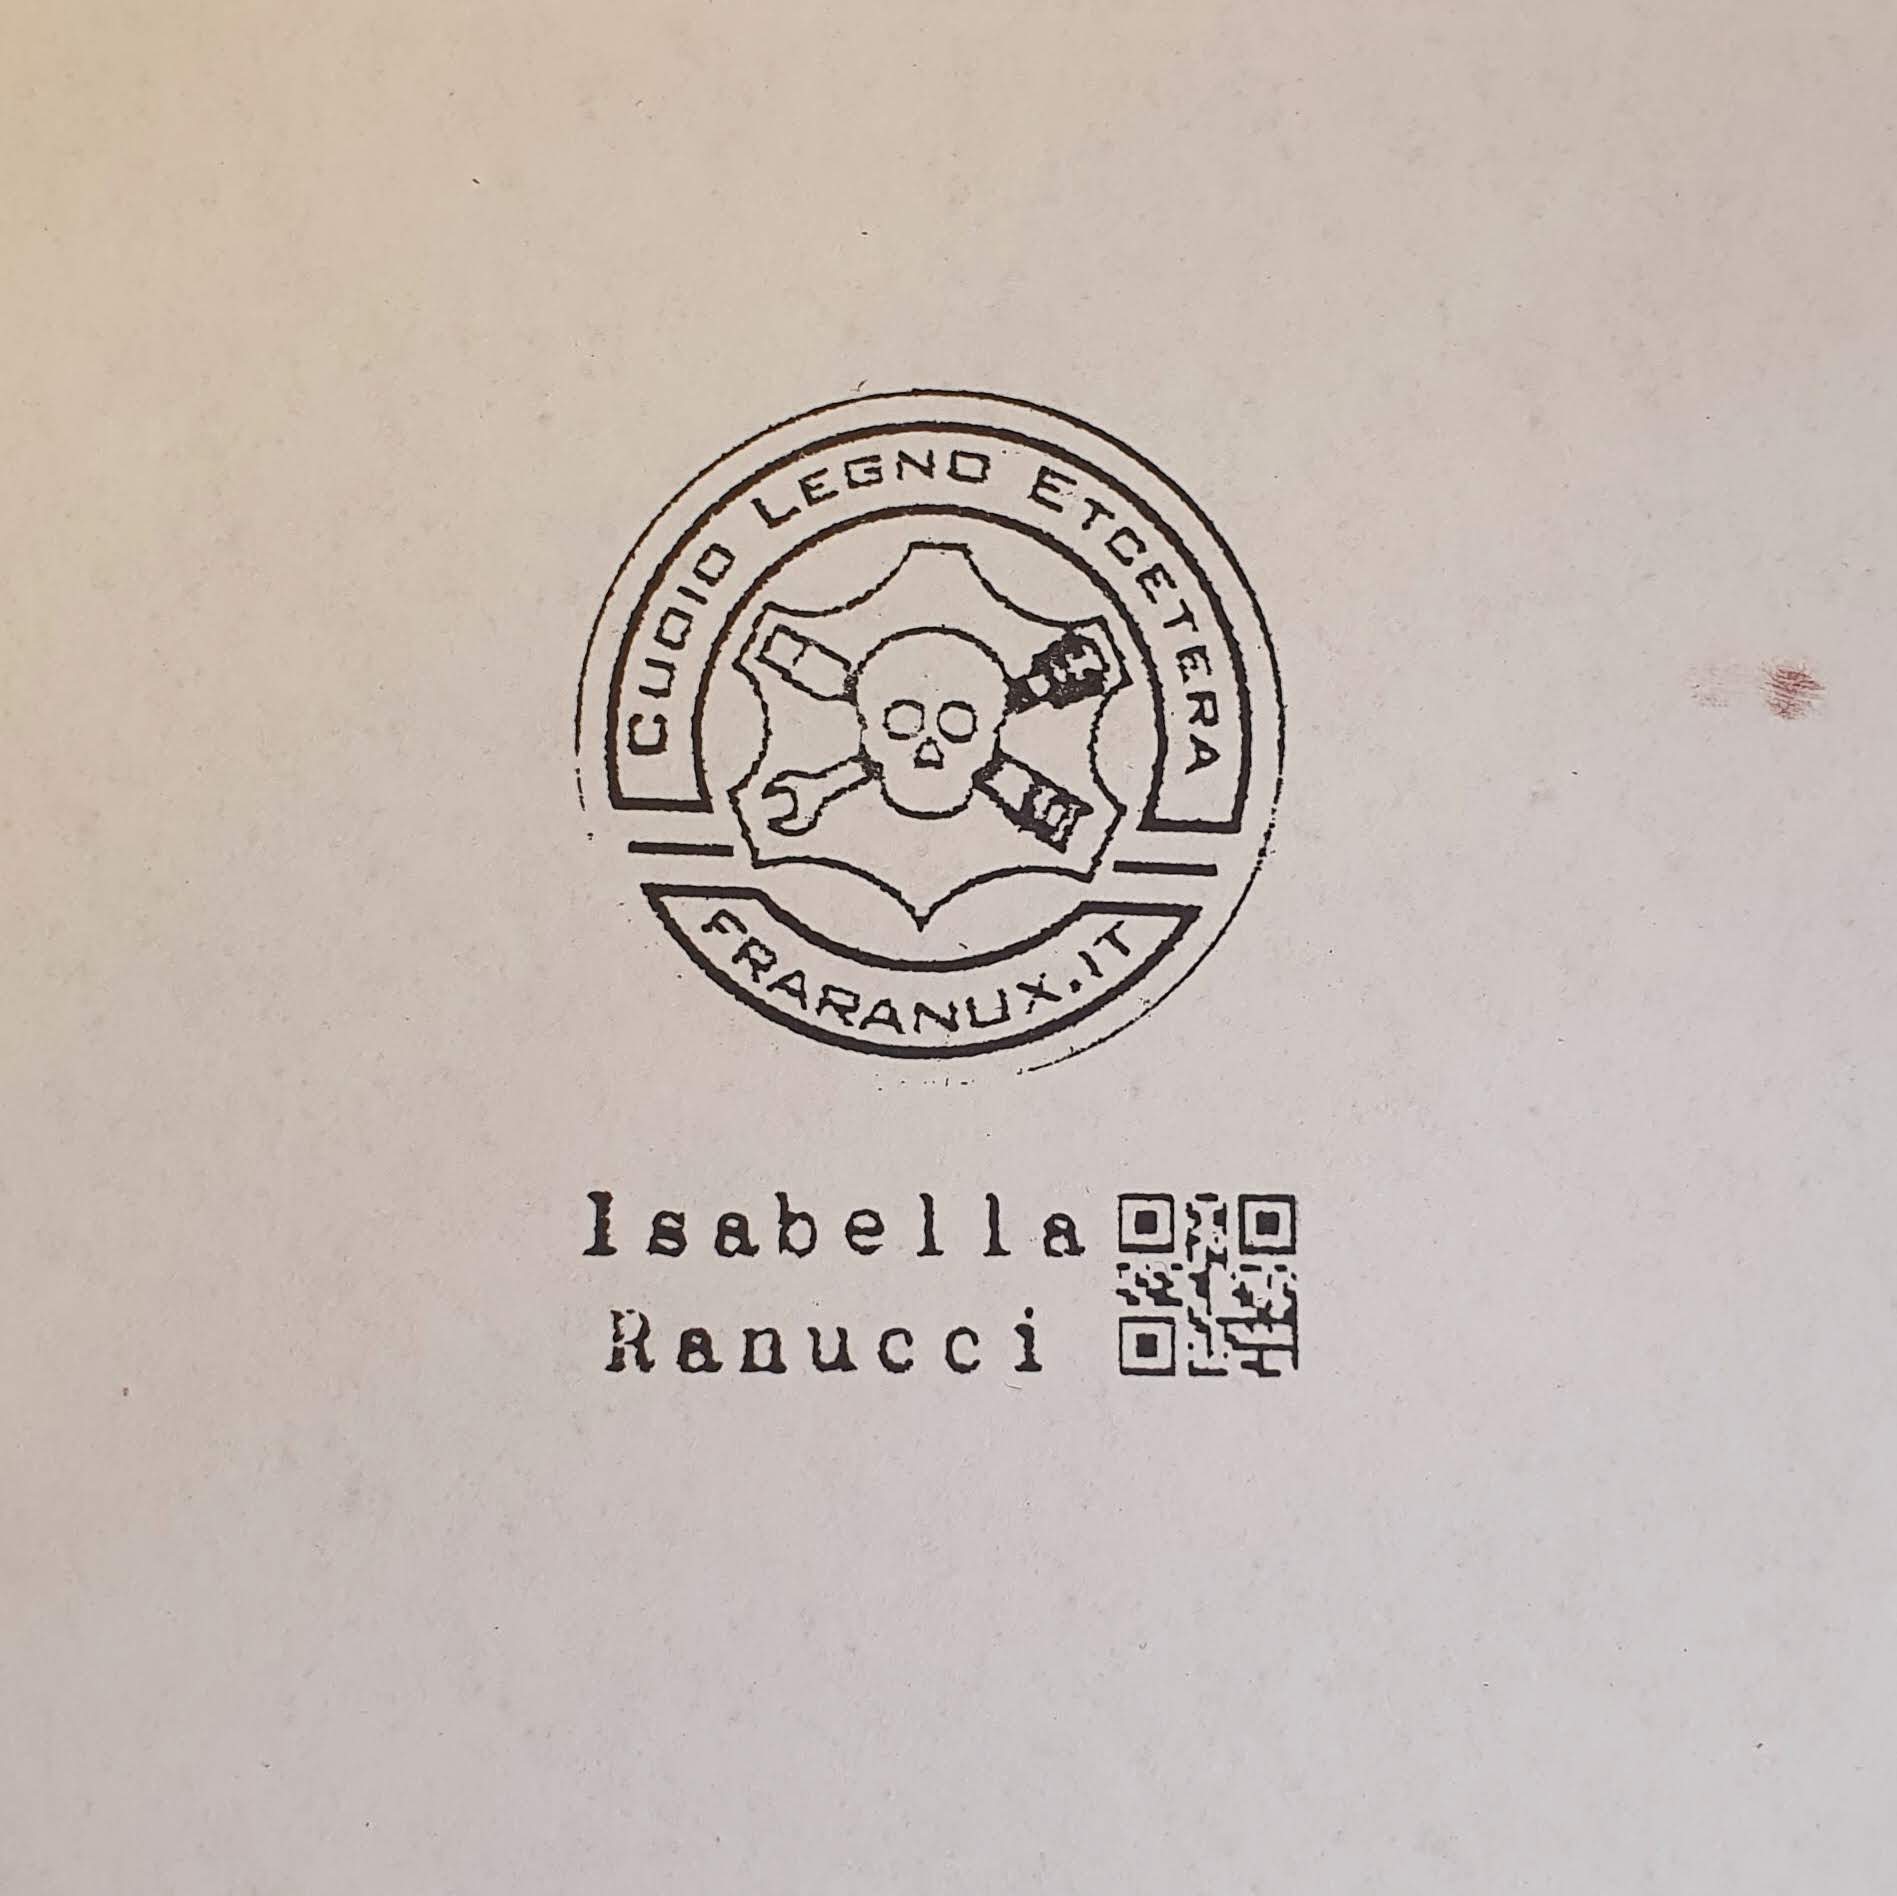 CUOIO LEGNO ETCETERA
FRARANUX.IT
Isabella
Ranucci